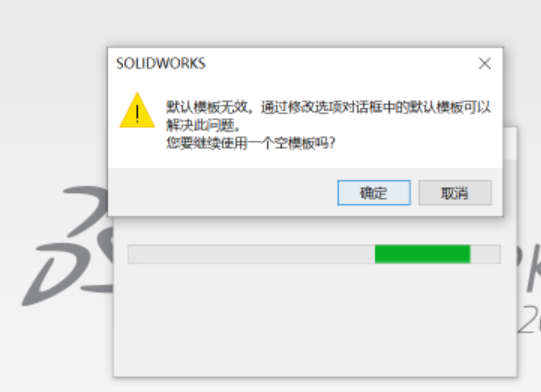 SOLIDWORKS
默认模板无效。通过修改选项对话框中的默认模板可以
解决此问题。
您要继续使用一个空模板吗?
确定
取消